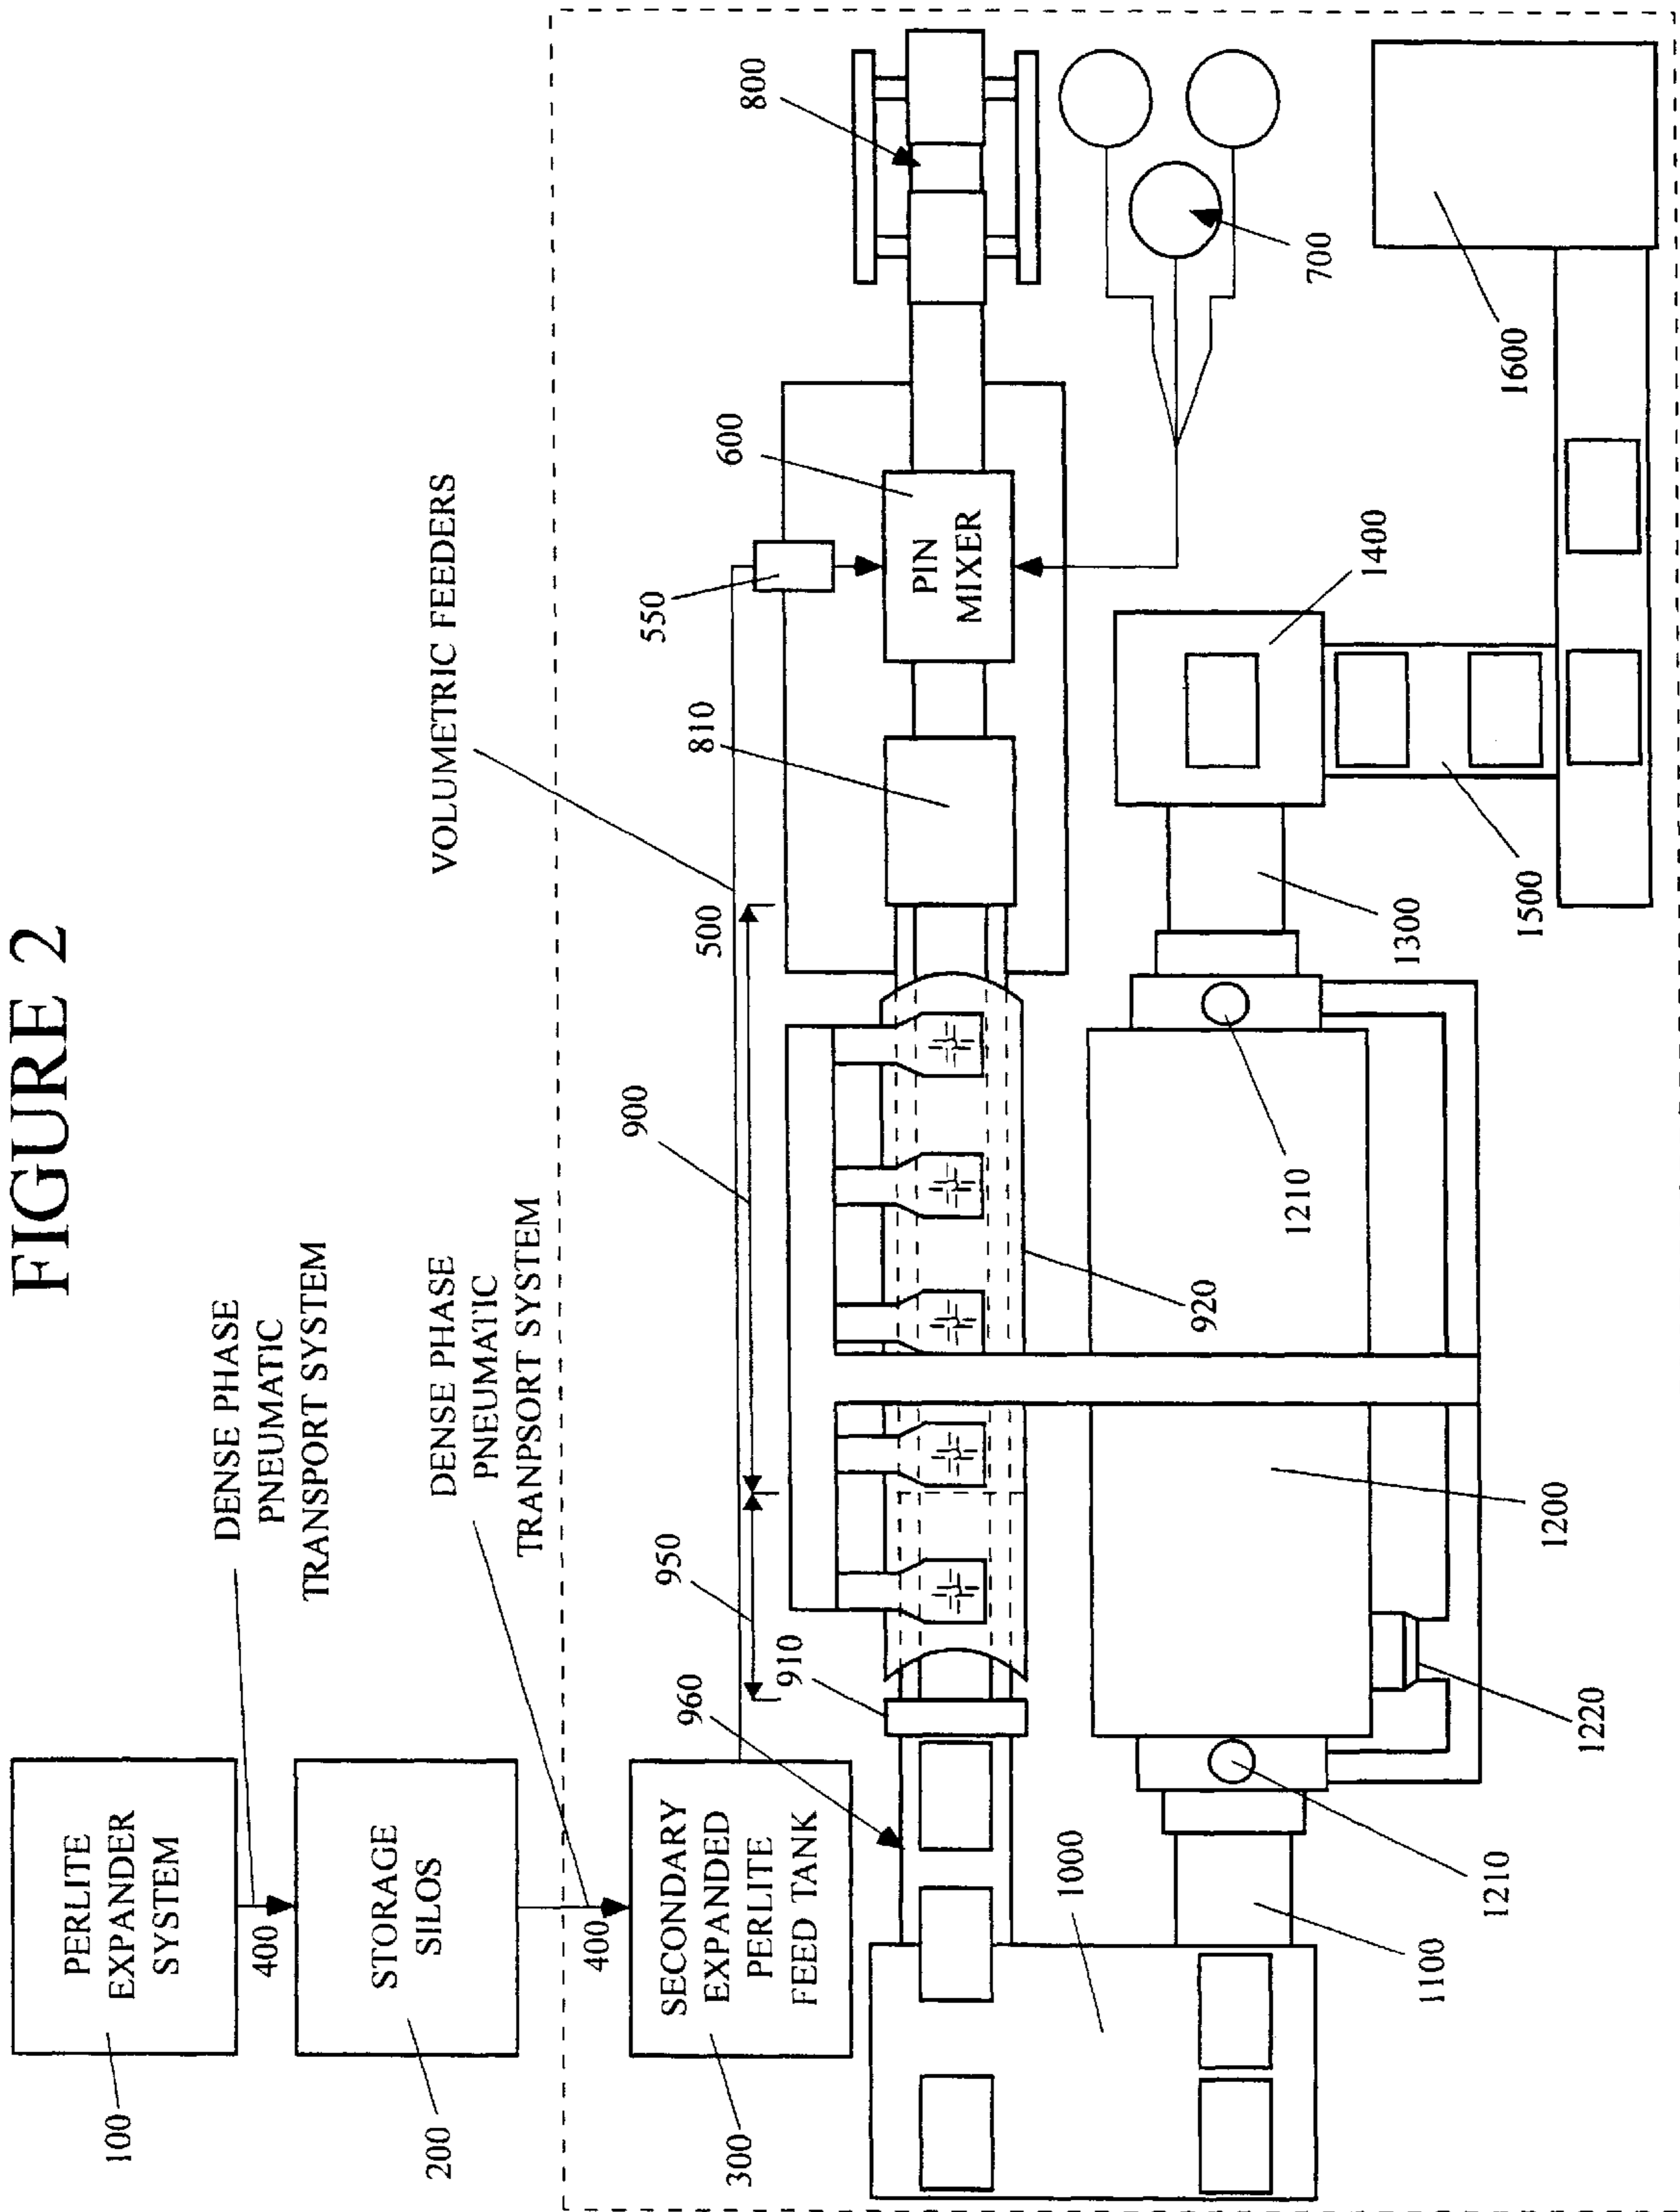 FIGURE 2
PERLITE
EXPANDER
SYSTEM
100
DENSE PHASE
PNEUMATIC
TRANSPORT SYSTEM
400
STORAGE
SILOS
200
DENSE PHASE
PNEUMATIC
TRANPSORT SYSTEM
400
SECONDARY
EXPANDED
PERLITE
FEED TANK
300
VOLUMETRIC FEEDERS
500
550
600
PIN
MIXER
800
700
810
900
950
910
960
920
1000
1100
1210
1220
1200
1210
1300
1400
1500
1600